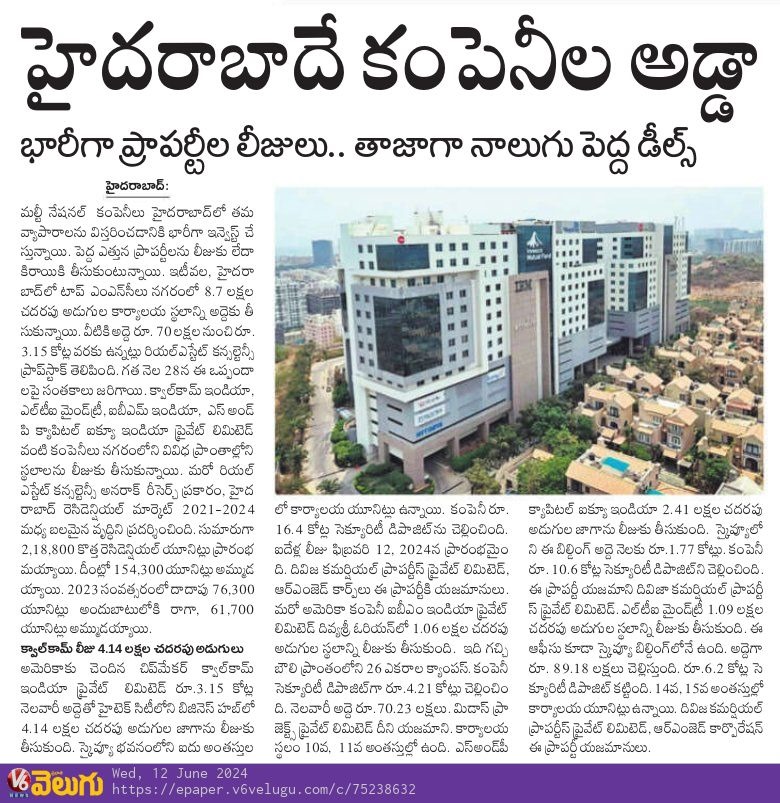 హైదరాబాదే కంపెనీల అడ్డా
భారీగా ప్రాపర్టీల లీజులు.. తాజాగా నాలుగు పెద్ద డీల్స్
హైదరాబాద్:
మల్టీ నేషనల్ కంపెనీలు హైదరాబాద్‌లో తమ
వ్యాపారాలను విస్తరించడానికి భారీగా ఇన్వెస్ట్ చే
స్తున్నాయి. పెద్ద ఎత్తున ప్రాపర్టీలను లీజుకు లేదా
కిరాయికి తీసుకుంటున్నాయి. ఇటీవల, హైదరా
బాద్‌లో టాప్ ఎంఎన్‌సీలు నగరంలో 8.7 లక్షల
చదరపు అడుగుల కార్యాలయ స్థలాన్ని అద్దెకు తీ
సుకున్నాయి. వీటికి అద్దె రూ. 70 లక్షల నుంచి రూ.
3.15 కోట్ల వరకు ఉన్నట్లు రియల్ఎస్టేట్ కన్సల్టెన్సీ
ప్రాప్‌స్టాక్ తెలిపింది. గత నెల 28న ఈ ఒప్పందా
లపై సంతకాలు జరిగాయి. క్వాల్‌కామ్ ఇండియా,
ఎల్‌టీఐ మైండ్‌ట్రీ, ఐబీఎమ్ ఇండియా, ఎస్ అండ్
పి క్యాపిటల్ ఐక్యూ ఇండియా ప్రైవేట్ లిమిటెడ్
వంటి కంపెనీలు నగరంలోని వివిధ ప్రాంతాల్లోని
స్థలాలను లీజుకు తీసుకున్నాయి. మరో రియల్
ఎస్టేట్ కన్సల్టెన్సీ అనరాక్ రీసెర్చ్ ప్రకారం, హైద
రాబాద్ రెసిడెన్షియల్ మార్కెట్ 2021-2024
మధ్య బలమైన వృద్ధిని ప్రదర్శించింది. సుమారుగా
2,18,800 కొత్త రెసిడెన్షియల్ యూనిట్లు ప్రారంభ
మయ్యాయి. దీంట్లో 154,300 యూనిట్లు అమ్ముడ
య్యాయి. 2023 సంవత్సరంలో దాదాపు 76,300
యూనిట్లు అందుబాటులోకి రాగా, 61,700
యూనిట్లు అమ్ముడయ్యాయి.
క్వాల్‌కామ్ లీజు 4.14 లక్షల చదరపు అడుగులు
అమెరికాకు చెందిన చిప్‌మేకర్ క్వాల్‌కామ్
ఇండియా ప్రైవేట్ లిమిటెడ్ రూ.3.15 కోట్ల
నెలవారీ అద్దెతో హైటెక్ సిటీలోని బిజినెస్ హబ్‌లో
4.14 లక్షల చదరపు అడుగుల జాగాను లీజుకు
తీసుకుంది. స్కైవ్యూ భవనంలోని ఐదు అంతస్తుల
లో కార్యాలయ యూనిట్లు ఉన్నాయి. కంపెనీ రూ.
16.4 కోట్ల సెక్యూరిటీ డిపాజిట్‌ను చెల్లించింది.
ఐదేళ్ల లీజు ఫిబ్రవరి 12, 2024న ప్రారంభమైం
ది. దివిజ కమర్షియల్ ప్రాపర్టీస్ ప్రైవేట్ లిమిటెడ్,
ఆర్ఎంజెడ్ కార్ప్‌లు ఈ ప్రాపర్టీకి యజమానులు.
మరో అమెరికా కంపెనీ ఐబీఎం ఇండియా ప్రైవేట్
లిమిటెడ్ దివ్యశ్రీ ఓరియన్‌లో 1.06 లక్షల చదరపు
అడుగుల స్థలాన్ని లీజుకు తీసుకుంది. ఇది గచ్చి
బౌలి ప్రాంతంలోని 26 ఎకరాల క్యాంపస్. కంపెనీ
సెక్యూరిటీ డిపాజిట్‌గా రూ.4.21 కోట్లు చెల్లించిం
ది. నెలవారీ అద్దె రూ.70.23 లక్షలు. మిడాస్ ప్రా
జెక్ట్స్ ప్రైవేట్ లిమిటెడ్ దీని యజమాని. కార్యాలయ
స్థలం 10వ, 11వ అంతస్తుల్లో ఉంది. ఎస్అండ్‌పీ
క్యాపిటల్ ఐక్యూ ఇండియా 2.41 లక్షల చదరపు
అడుగుల జాగాను లీజుకు తీసుకుంది. స్కైవ్యూలో
ని ఈ బిల్డింగ్ అద్దె నెలకు రూ.1.77 కోట్లు. కంపెనీ
రూ. 10.6 కోట్ల సెక్యూరిటీ డిపాజిట్‌ని చెల్లించింది.
ఈ ప్రాపర్టీ యజమాని దివిజా కమర్షియల్ ప్రాపర్టీ
స్ ప్రైవేట్ లిమిటెడ్. ఎల్‌టీఐ మైండ్‌ట్రీ 1.09 లక్షల
చదరపు అడుగుల స్థలాన్ని లీజుకు తీసుకుంది. ఈ
ఆఫీసు కూడా స్కైవ్యూ బిల్డింగ్‌లోనే ఉంది. అద్దెగా
రూ. 89.18 లక్షలు చెల్లిస్తుంది. రూ.6.2 కోట్ల సె
క్యూరిటీ డిపాజిట్ కట్టింది. 14వ, 15వ అంతస్తుల్లో
కార్యాలయ యూనిట్లు ఉన్నాయి. దివిజ కమర్షియల్
ప్రాపర్టీస్ ప్రైవేట్ లిమిటెడ్, ఆర్ఎంజెడ్ కార్పొరేషన్
ఈ ప్రాపర్టీ యజమానులు.
Invesco
Mutual Fund
IBM
V6
NEWS
వెలుగు
Wed, 12 June 2024
https://epaper.v6velugu.com/c/75238632